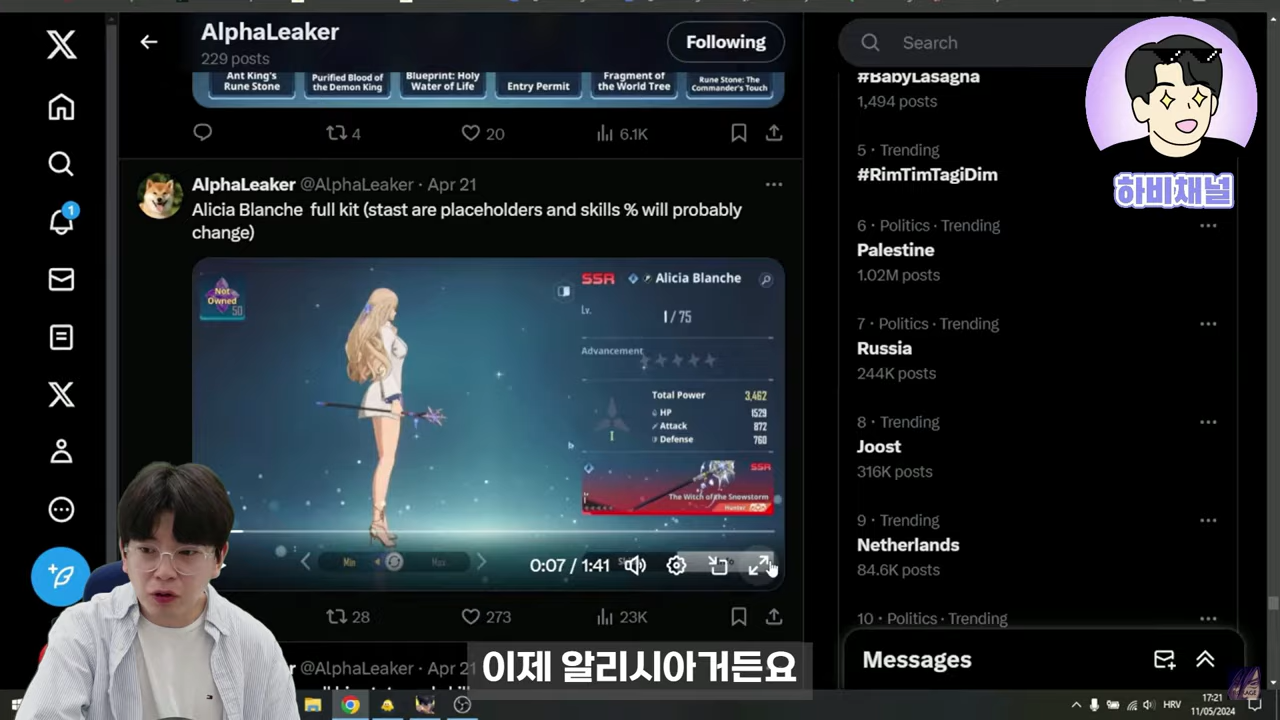 AlphaLeaker
229 posts
Following
Search
Ant King's
Rune Stone
Purified Blood of
the Demon King
Blueprint: Holy
Water of Life
Entry Permit
Fragment of
the World Tree
Rune Stone: The
Commander's Touch
4
20
6.1K
AlphaLeaker @AlphaLeaker · Apr 21
Alicia Blanche full kit (stast are placeholders and skills % will probably
change)
Not
Owned
50
SSR
Alicia Blanche
Lv.
1 / 75
Advancement
Total Power 3,462
HP 1529
Attack 872
Defense 760
SSR
The Witch of the Snowstorm
Hunter
Min
Max
0:07 / 1:41
28
273
23K
@AlphaLeaker · Apr 21
#BabyLasagna
1,494 posts
5 · Trending
#RimTimTagiDim
6 · Politics · Trending
Palestine
1.02M posts
7 · Politics · Trending
Russia
244K posts
8 · Trending
Joost
316K posts
9 · Trending
Netherlands
84.6K posts
10 · Politics · Trending
Messages
하비채널
1
이제 알리시아거든요
HRV
17:21
11/05/2024